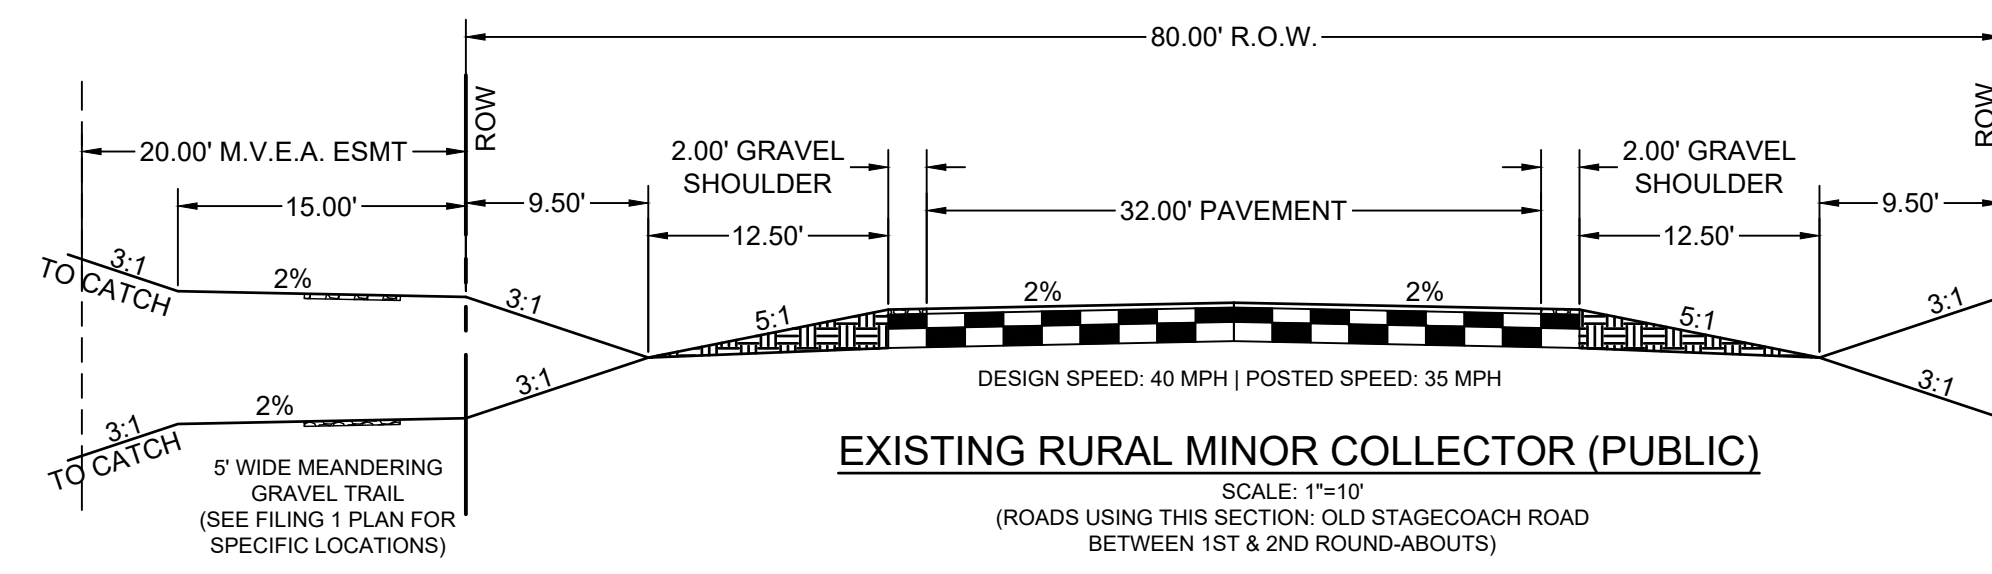 80.00' R.O.W.
ROW
ROW
20.00' M.V.E.A. ESMT
2.00' GRAVEL
SHOULDER
2.00' GRAVEL
SHOULDER
15.00'
9.50'
32.00' PAVEMENT
9.50'
12.50'
12.50'
3:1
TO CATCH
2%
3:1
5:1
2%
2%
5:1
3:1
3:1
TO CATCH
2%
3:1
3:1
DESIGN SPEED: 40 MPH | POSTED SPEED: 35 MPH
5' WIDE MEANDERING
GRAVEL TRAIL
(SEE FILING 1 PLAN FOR
SPECIFIC LOCATIONS)
EXISTING RURAL MINOR COLLECTOR (PUBLIC)
SCALE: 1"=10'
(ROADS USING THIS SECTION: OLD STAGECOACH ROAD
BETWEEN 1ST & 2ND ROUND-ABOUTS)